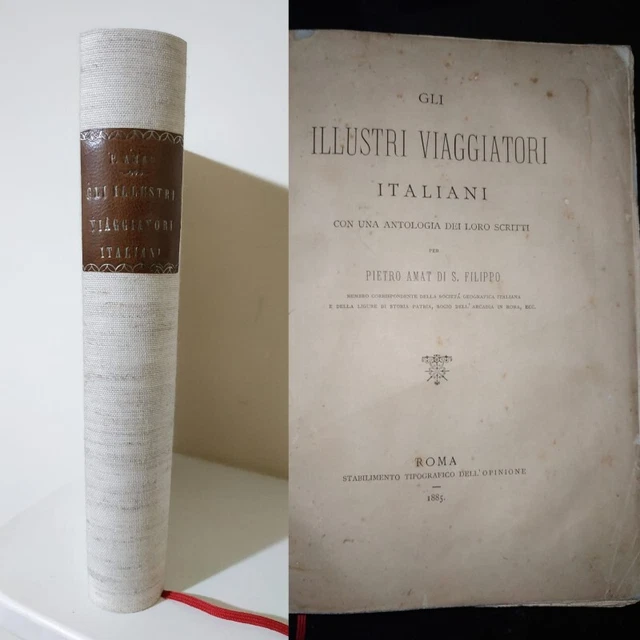 P. AMAT
GLI ILLUSTRI
VIAGGIATORI
ITALIANI
GLI
ILLUSTRI VIAGGIATORI
ITALIANI
CON UNA ANTOLOGIA DEI LORO SCRITTI
PER
PIETRO AMAT DI S. FILIPPO
MEMBRO CORRISPONDENTE DELLA SOCIETÀ GEOGRAFICA ITALIANA
E DELLA LIGURE DI STORIA PATRIA, SOCIO DELL'ARCADIA IN ROMA, ECC.
ROMA
STABILIMENTO TIPOGRAFICO DELL'OPINIONE
1885